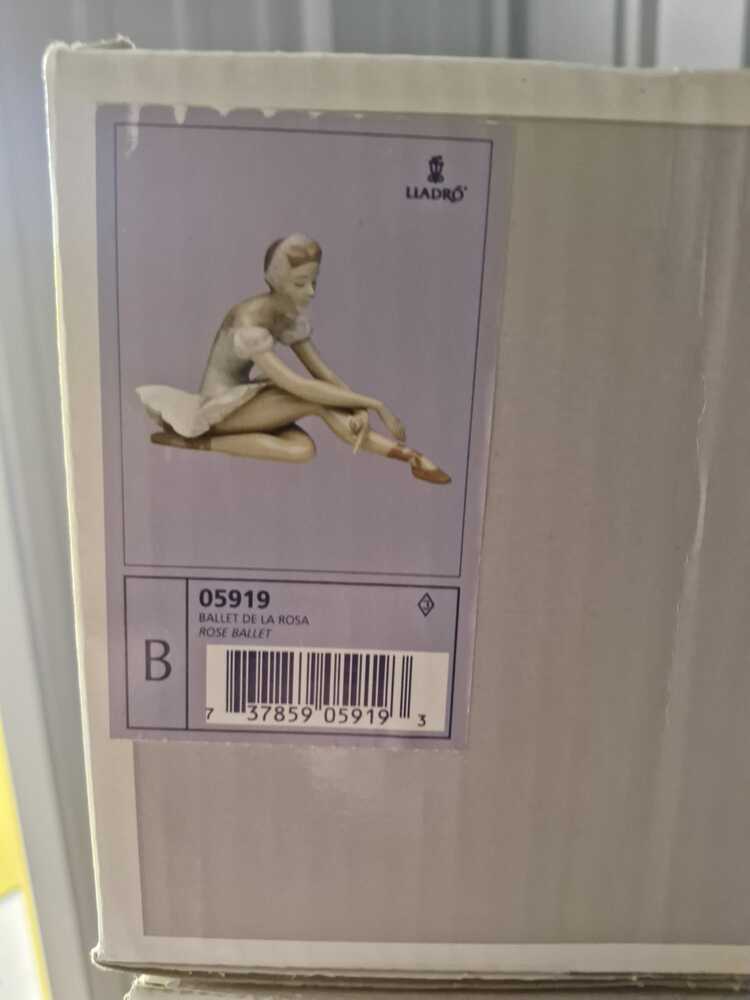 LLADRÓ
05919
BALLET DE LA ROSA
ROSE BALLET
B
7 37859 05919 3